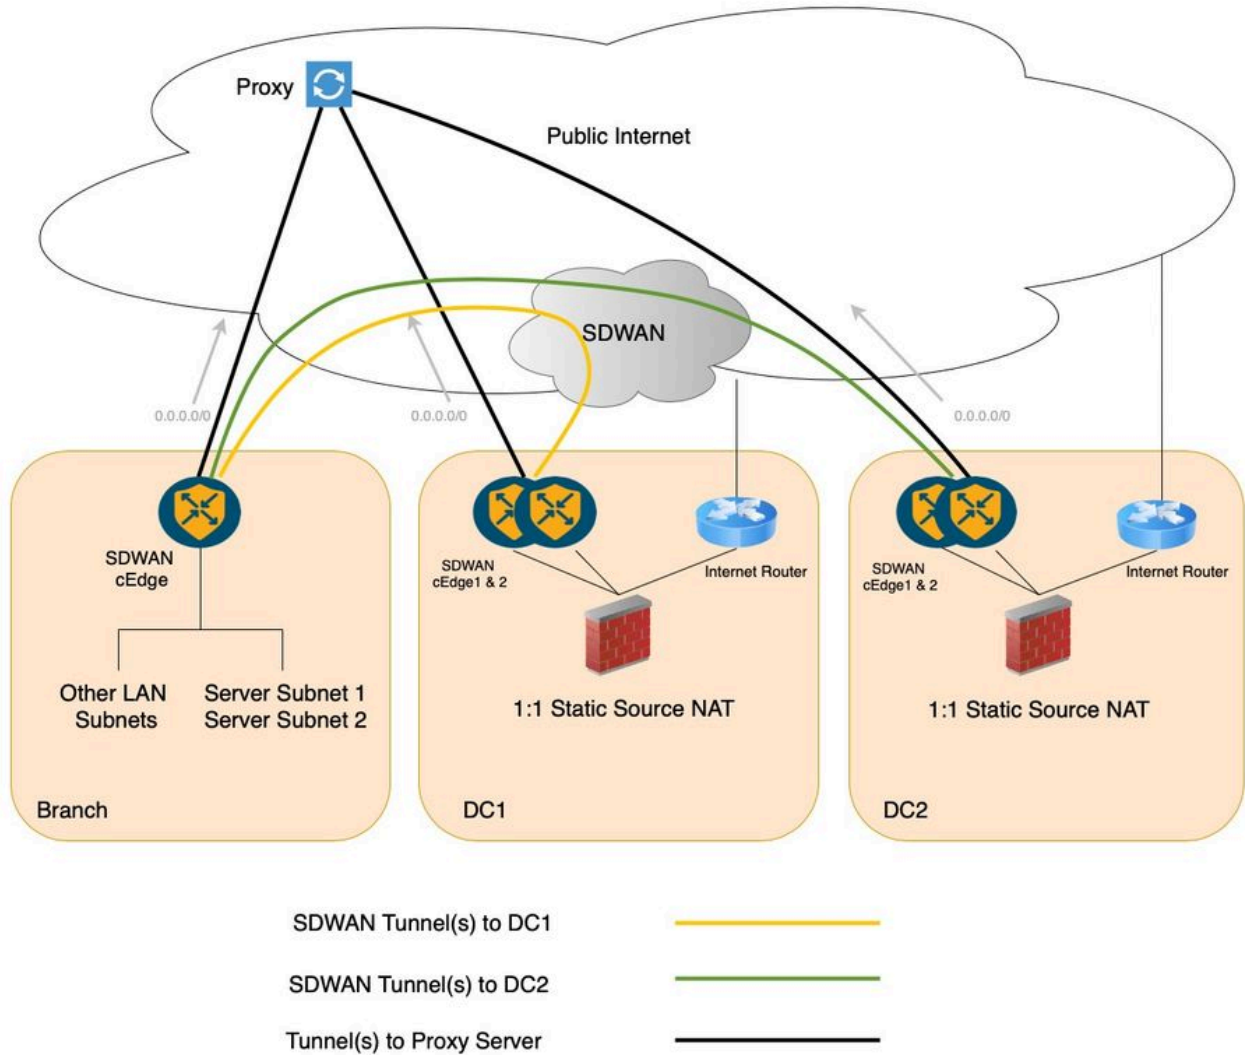 Proxy
Public Internet
SDWAN
0.0.0.0/0
0.0.0.0/0
0.0.0.0/0
SDWAN
cEdge
Other LAN
Subnets
Server Subnet 1
Server Subnet 2
Branch
SDWAN
cEdge1 & 2
Internet Router
1:1 Static Source NAT
DC1
SDWAN
cEdge1 & 2
Internet Router
1:1 Static Source NAT
DC2
SDWAN Tunnel(s) to DC1
SDWAN Tunnel(s) to DC2
Tunnel(s) to Proxy Server